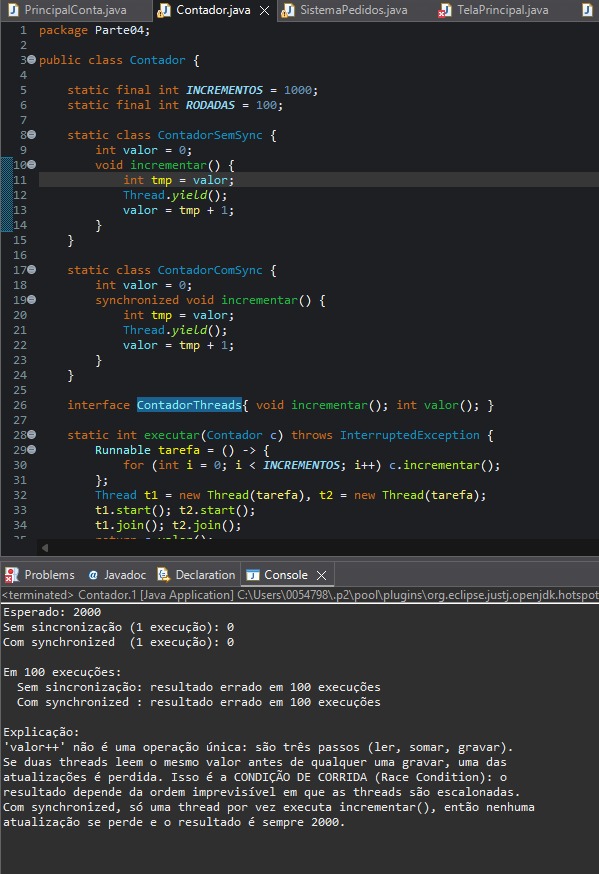 PrincipalConta.java Contador.java SistemaPedidos.java TelaPrincipal.java
1 package Parte04;
2
3 public class Contador {
4
5 static final int INCREMENTOS = 1000;
6 static final int RODADAS = 100;
7
8 static class ContadorSemSync {
9 int valor = 0;
10 void incrementar() {
11 int tmp = valor;
12 Thread.yield();
13 valor = tmp + 1;
14 }
15 }
16
17 static class ContadorComSync {
18 int valor = 0;
19 synchronized void incrementar() {
20 int tmp = valor;
21 Thread.yield();
22 valor = tmp + 1;
23 }
24 }
25
26 interface ContadorThreads{ void incrementar(); int valor(); }
27
28 static int executar(Contador c) throws InterruptedException {
29 Runnable tarefa = () -> {
30 for (int i = 0; i < INCREMENTOS; i++) c.incrementar();
31 };
32 Thread t1 = new Thread(tarefa), t2 = new Thread(tarefa);
33 t1.start(); t2.start();
34 t1.join(); t2.join();
35 return c.valor();
Problems Javadoc Declaration Console
<terminated> Contador.1 [Java Application] C:\Users\0054798\.p2\pool\plugins\org.eclipse.justj.openjdk.hotspot
Esperado: 2000
Sem sincronização (1 execução): 0
Com synchronized (1 execução): 0

Em 100 execuções:
Sem sincronização: resultado errado em 100 execuções
Com synchronized : resultado errado em 100 execuções

Explicação:
'valor++' não é uma operação única: são três passos (ler, somar, gravar).
Se duas threads leem o mesmo valor antes de qualquer uma gravar, uma das
atualizações é perdida. Isso é a CONDIÇÃO DE CORRIDA (Race Condition): o
resultado depende da ordem imprevisível em que as threads são escalonadas.
Com synchronized, só uma thread por vez executa incrementar(), então nenhuma
atualização se perde e o resultado é sempre 2000.